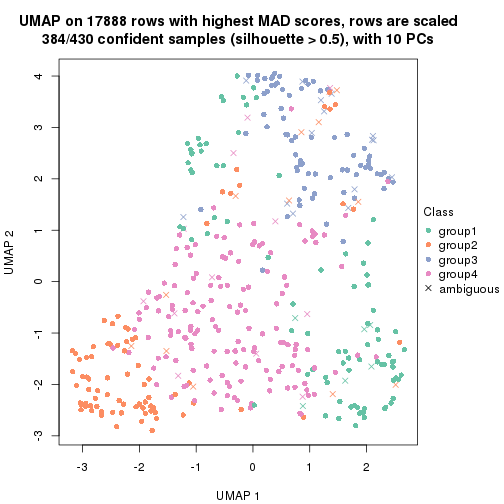 UMAP on 17888 rows with highest MAD scores, rows are scaled
384/430 confident samples (silhouette > 0.5), with 10 PCs
4
3
2
1
0
-1
-2
-3
UMAP 2
-3
-2
-1
0
1
2
UMAP 1
Class
group1
group2
group3
group4
ambiguous